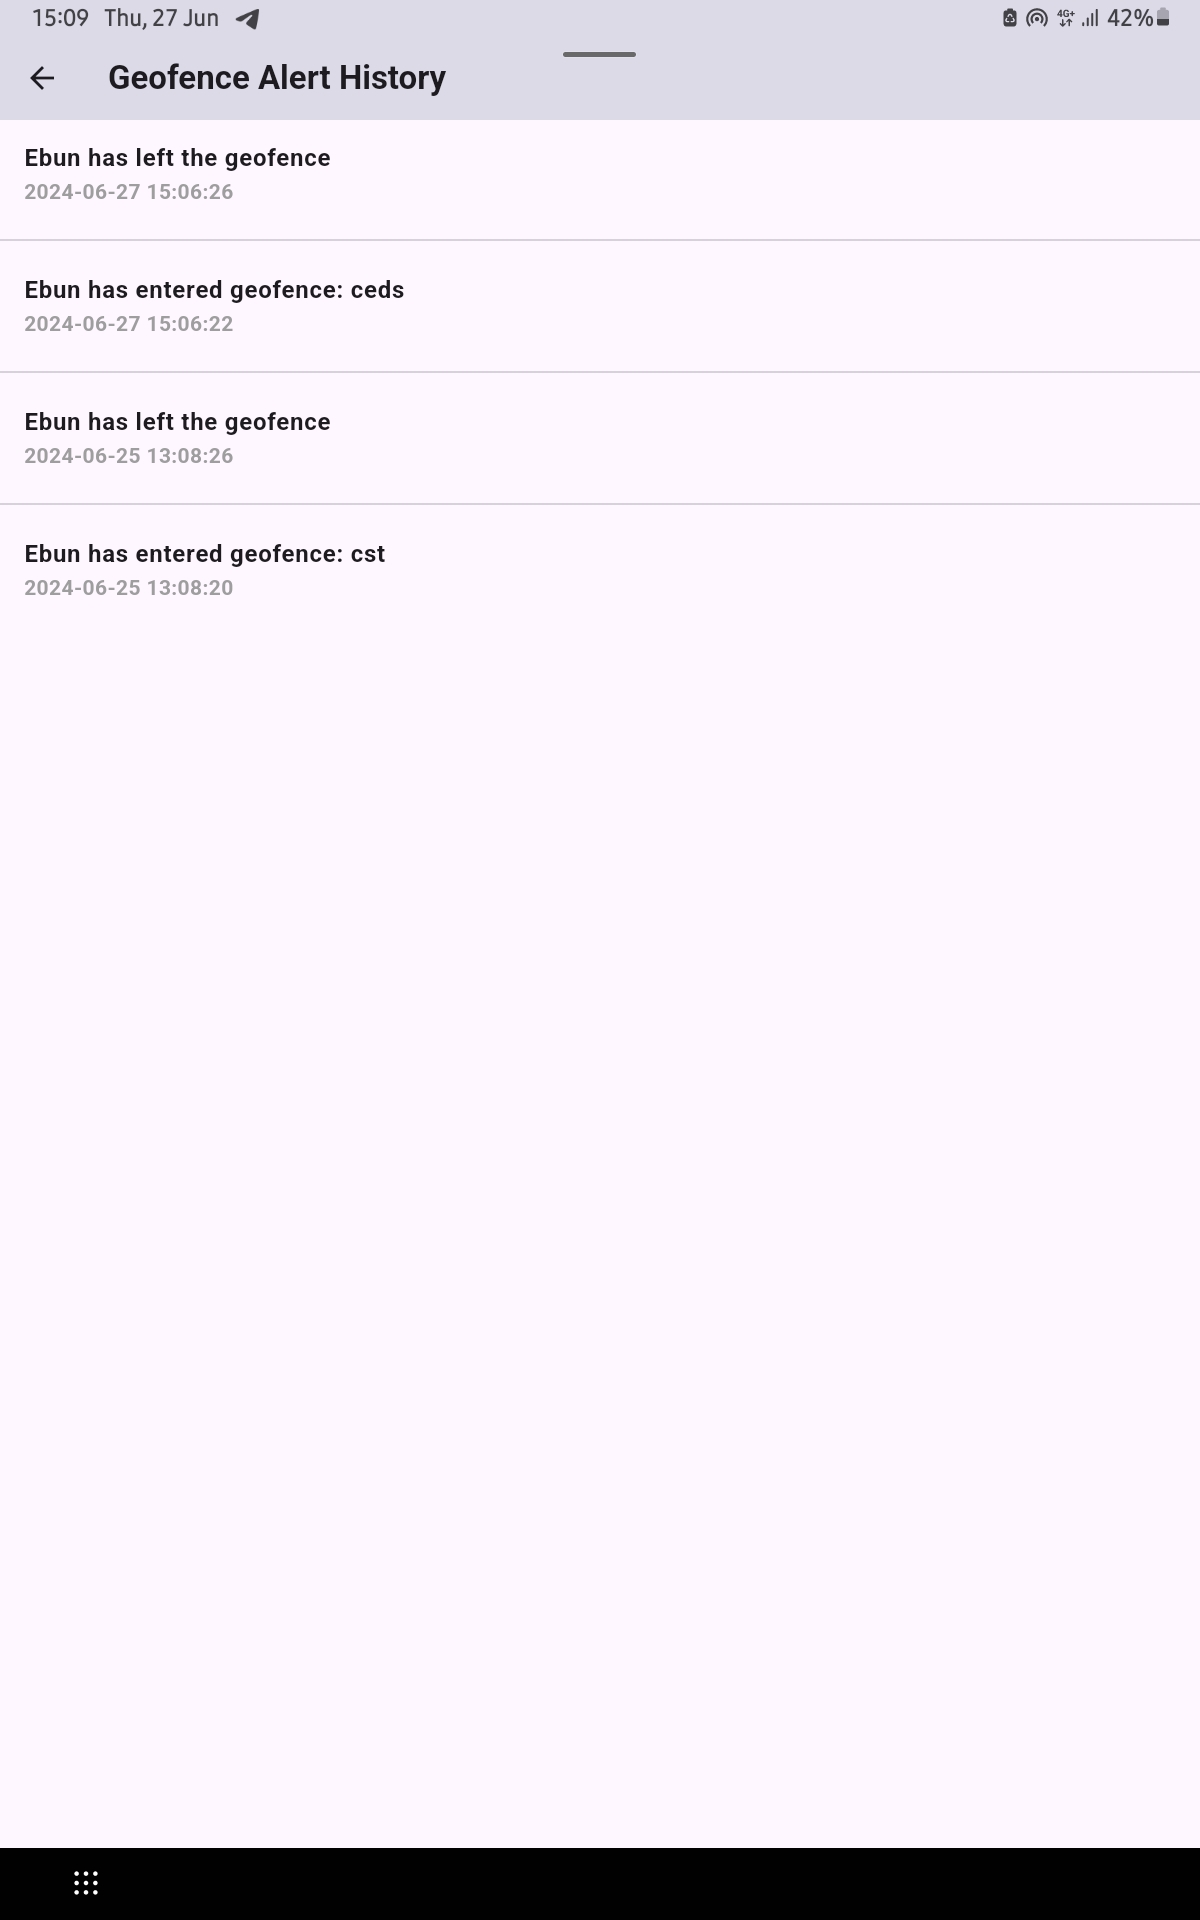 15:09 Thu, 27 Jun 4G+ 42%
Geofence Alert History
Ebun has left the geofence
2024-06-27 15:06:26
Ebun has entered geofence: ceds
2024-06-27 15:06:22
Ebun has left the geofence
2024-06-25 13:08:26
Ebun has entered geofence: cst
2024-06-25 13:08:20